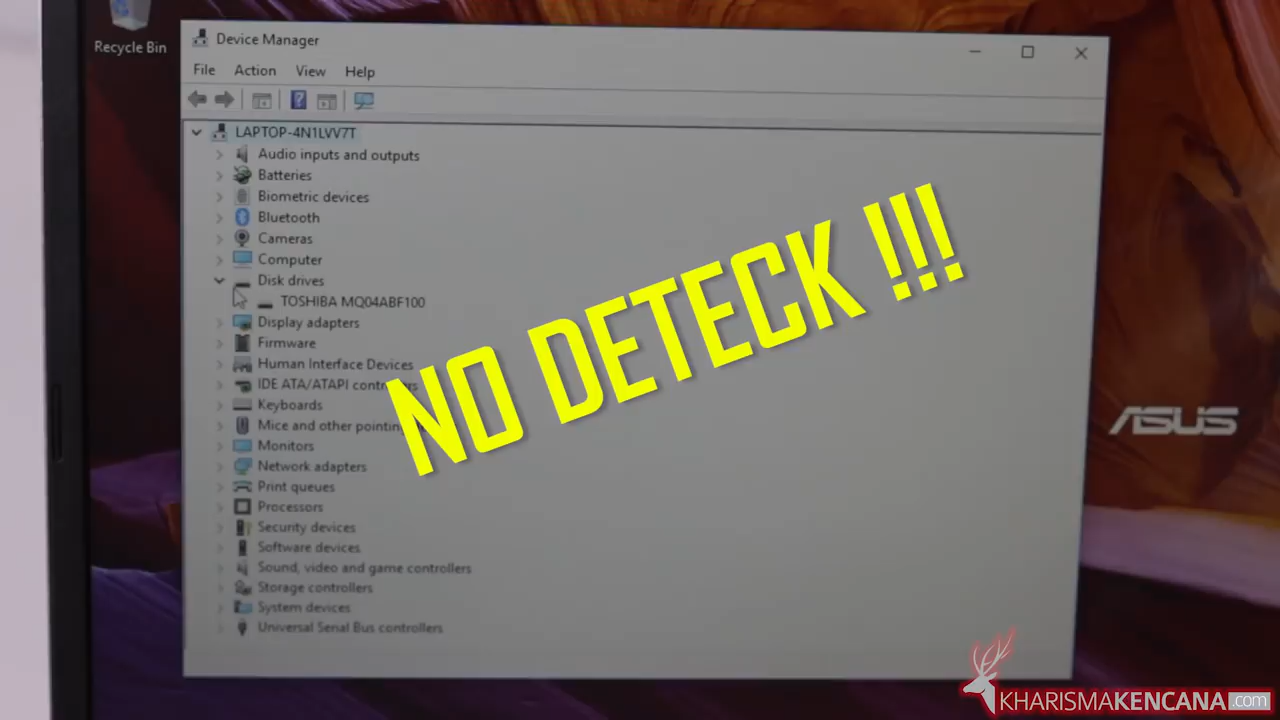 Recycle Bin
Device Manager
File Action View Help
LAPTOP-4N1LVV7T
Audio inputs and outputs
Batteries
Biometric devices
Bluetooth
Cameras
Computer
Disk drives
TOSHIBA MQ04ABF100
Display adapters
Firmware
Human Interface Devices
IDE ATA/ATAPI controllers
Keyboards
Mice and other pointing
Monitors
Network adapters
Print queues
Processors
Security devices
Software devices
Sound, video and game controllers
Storage controllers
System devices
Universal Serial Bus controllers
NO DETECK !!!
ASUS
KHARISMAKENCANA.com